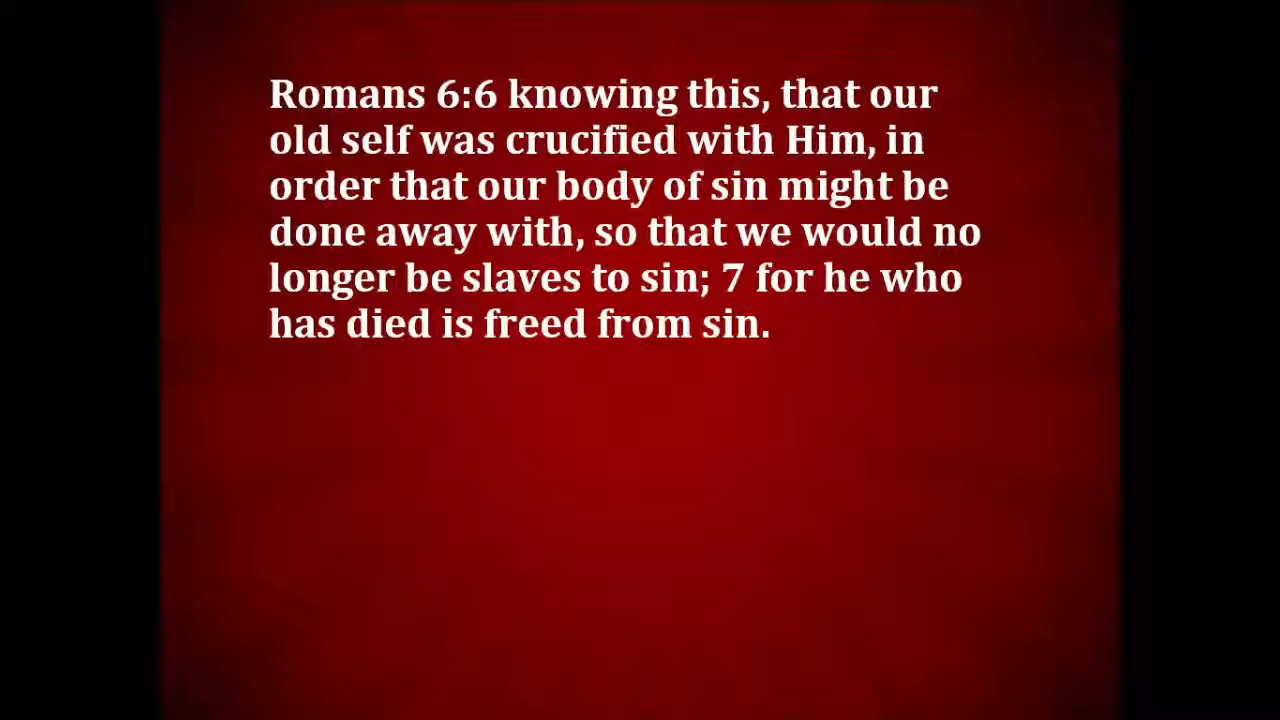 Romans 6:6 knowing this, that our
old self was crucified with Him, in
order that our body of sin might be
done away with, so that we would no
longer be slaves to sin; 7 for he who
has died is freed from sin.